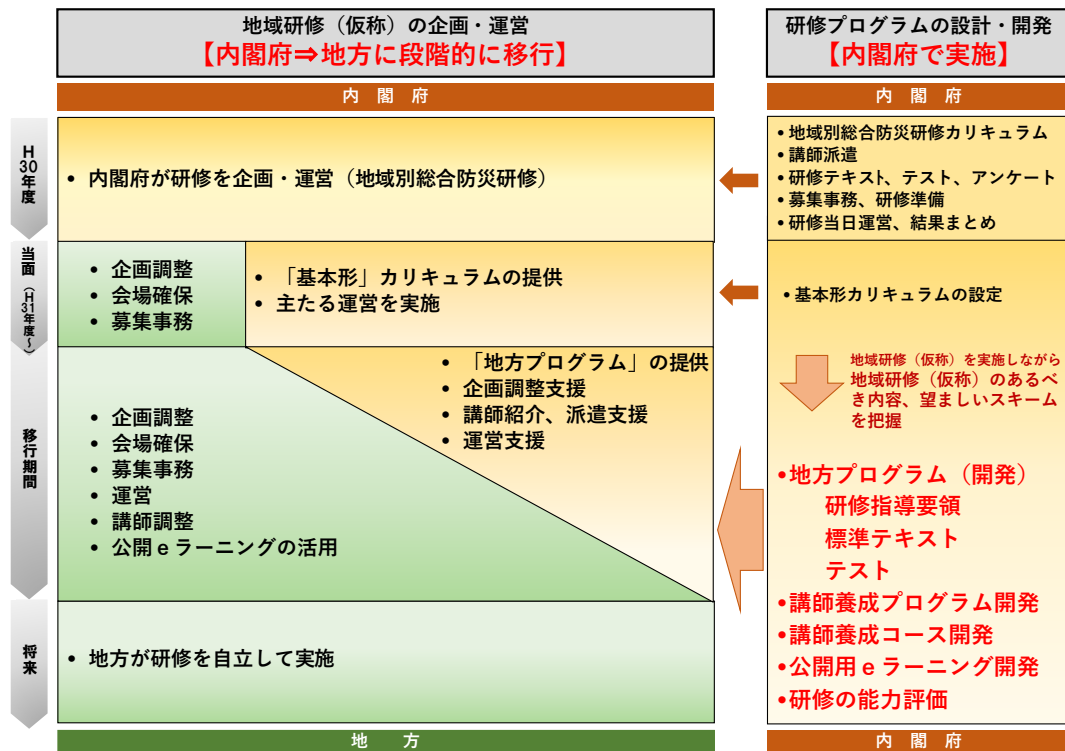 地域研修（仮称）の企画・運営
【内閣府⇒地方に段階的に移行】
研修プログラムの設計・開発
【内閣府で実施】
内 閣 府
内 閣 府
H30年度
• 内閣府が研修を企画・運営（地域別総合防災研修）
•地域別総合防災研修カリキュラム
•講師派遣
•研修テキスト、テスト、アンケート
•募集事務、研修準備
•研修当日運営、結果まとめ
当面（H31年度～）
• 企画調整
• 会場確保
• 募集事務
• 「基本形」カリキュラムの提供
• 主たる運営を実施
•基本形カリキュラムの設定
地域研修（仮称）を実施しながら
地域研修（仮称）のあるべ
き内容、望ましいスキーム
を把握
移行期間
• 「地方プログラム」の提供
• 企画調整支援
• 講師紹介、派遣支援
• 運営支援
• 企画調整
• 会場確保
• 募集事務
• 運営
• 講師調整
• 公開ｅラーニングの活用
•地方プログラム（開発）
研修指導要領
標準テキスト
テスト
•講師養成プログラム開発
•講師養成コース開発
•公開用ｅラーニング開発
•研修の能力評価
将来
• 地方が研修を自立して実施
地　方
内 閣 府